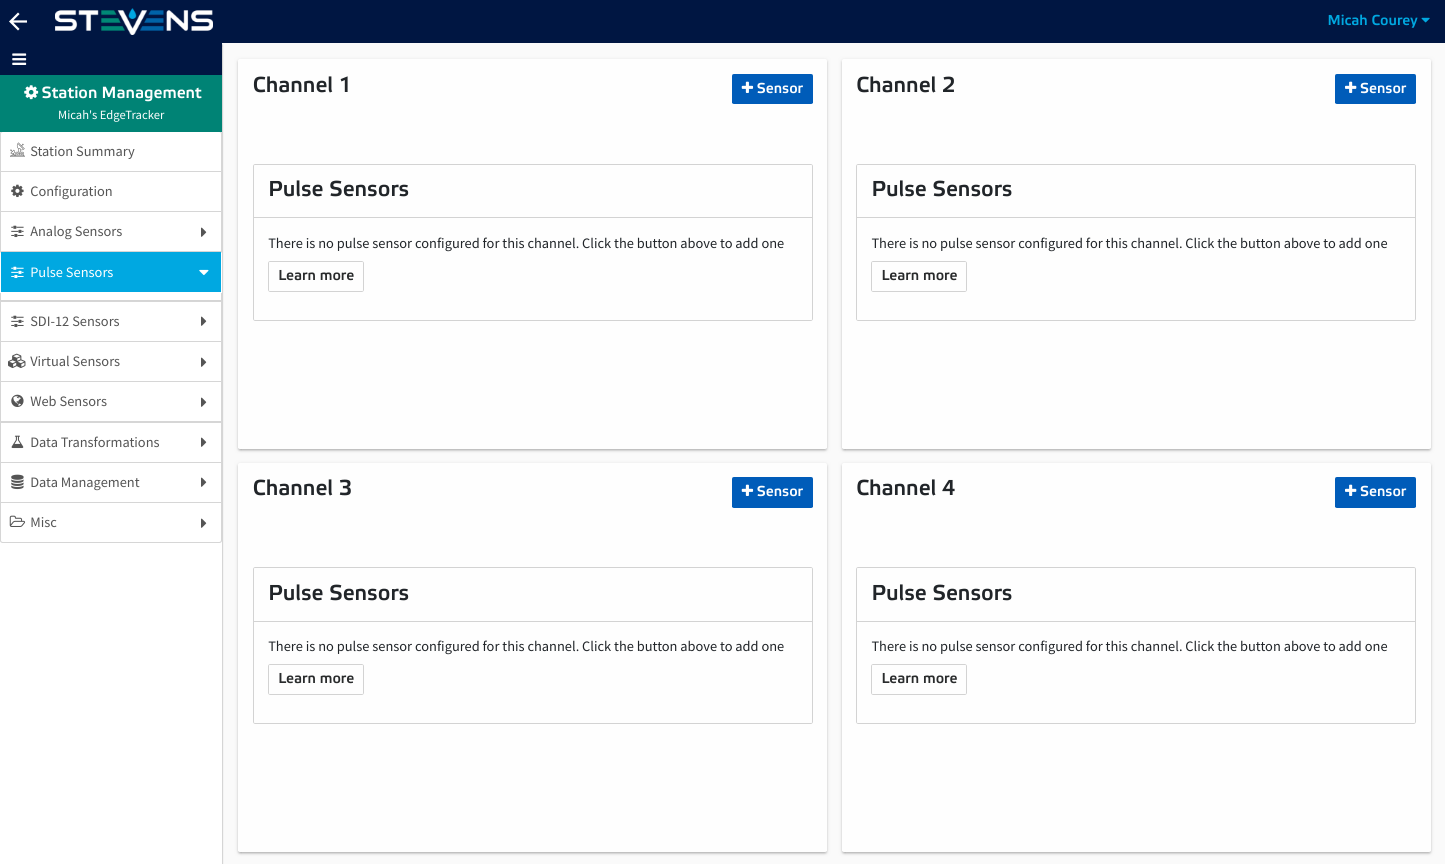 STEVENS
Micah Courey
Station Management
Micah's EdgeTracker
Station Summary
Configuration
Analog Sensors
Pulse Sensors
SDI-12 Sensors
Virtual Sensors
Web Sensors
Data Transformations
Data Management
Misc
Channel 1
+ Sensor
Pulse Sensors
There is no pulse sensor configured for this channel. Click the button above to add one
Learn more
Channel 2
+ Sensor
Pulse Sensors
There is no pulse sensor configured for this channel. Click the button above to add one
Learn more
Channel 3
+ Sensor
Pulse Sensors
There is no pulse sensor configured for this channel. Click the button above to add one
Learn more
Channel 4
+ Sensor
Pulse Sensors
There is no pulse sensor configured for this channel. Click the button above to add one
Learn more